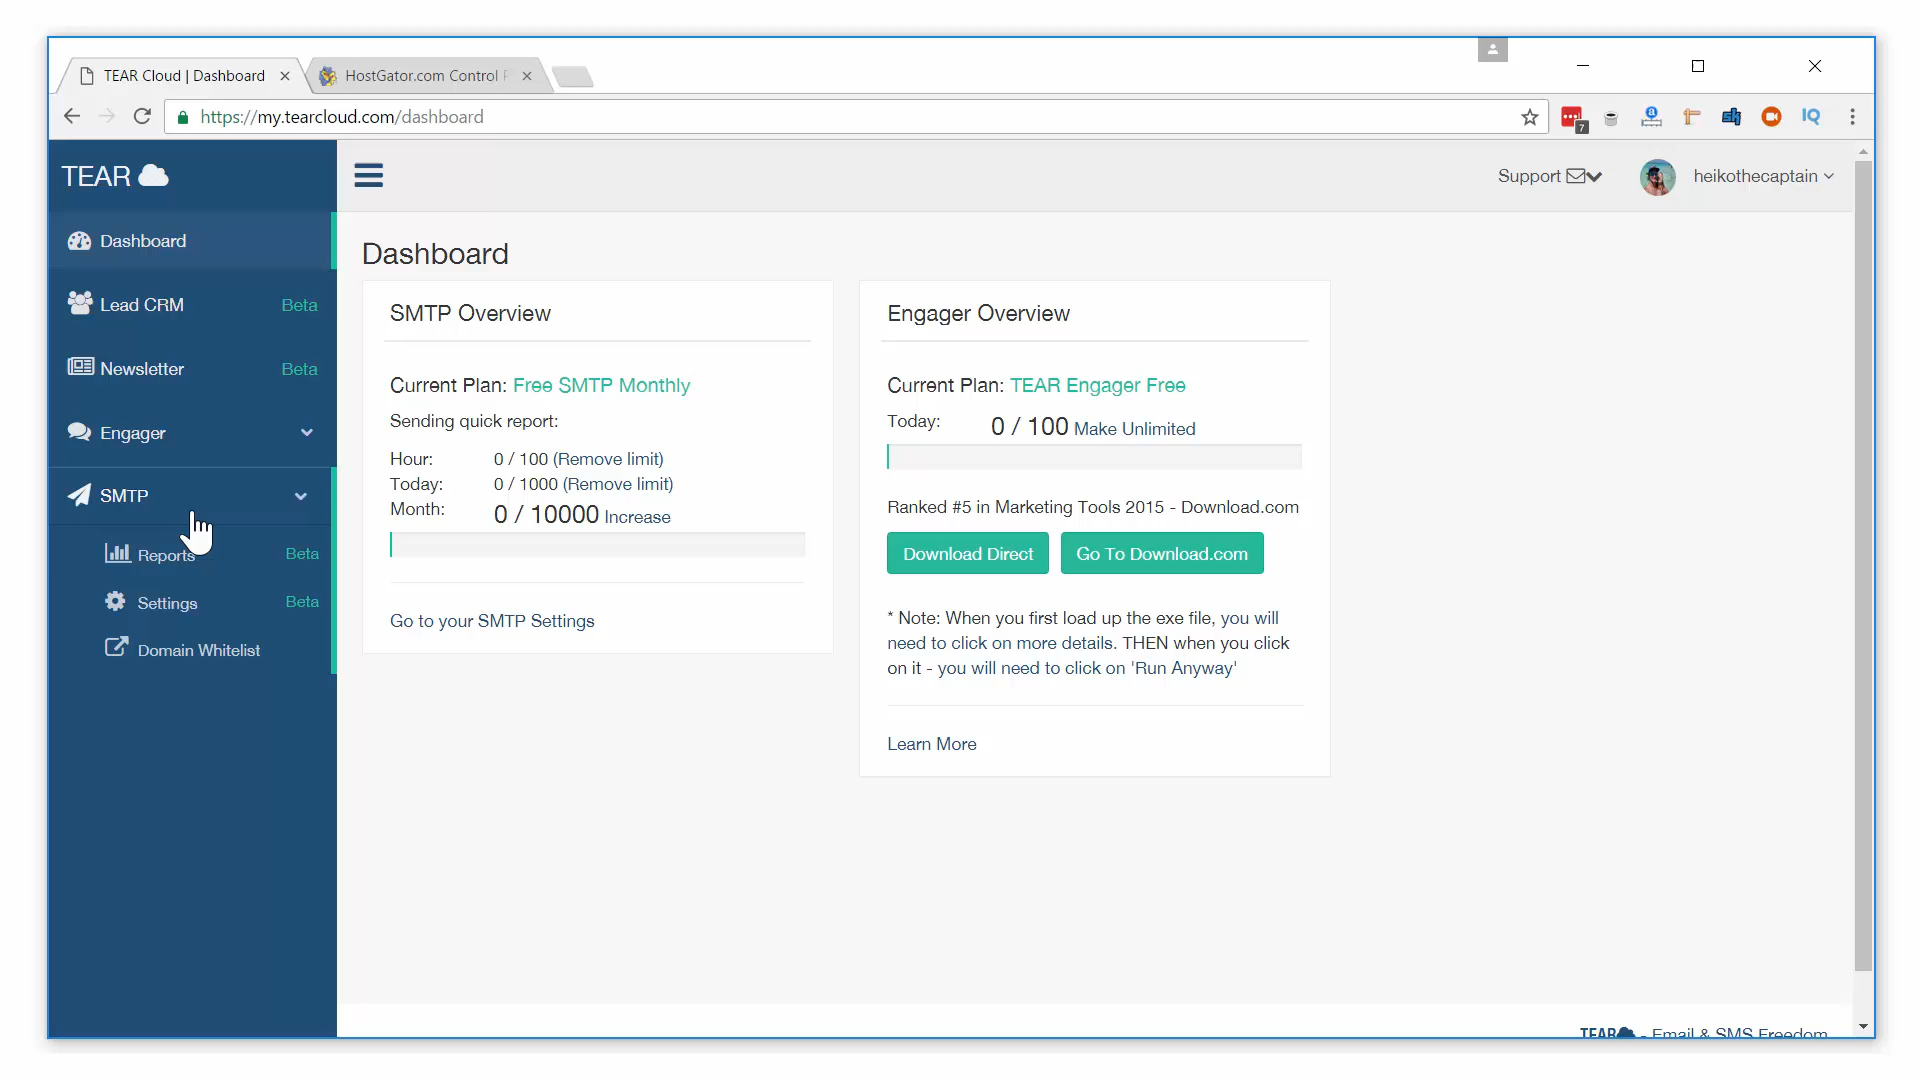 TEAR Cloud | Dashboard
HostGator.com Control
https://my.tearcloud.com/dashboard
7
a
sk
IQ
TEAR
Support
heikothecaptain
Dashboard
Lead CRM Beta
Newsletter Beta
Engager
SMTP
Reports Beta
Settings Beta
Domain Whitelist
Dashboard
SMTP Overview
Current Plan: Free SMTP Monthly
Sending quick report:
Hour: 0 / 100 (Remove limit)
Today: 0 / 1000 (Remove limit)
Month: 0 / 10000 Increase
Go to your SMTP Settings
Engager Overview
Current Plan: TEAR Engager Free
Today: 0 / 100 Make Unlimited
Ranked #5 in Marketing Tools 2015 - Download.com
Download Direct
Go To Download.com
* Note: When you first load up the exe file, you will
need to click on more details. THEN when you click
on it - you will need to click on 'Run Anyway'
Learn More
TEAR - Email & SMS Freedom